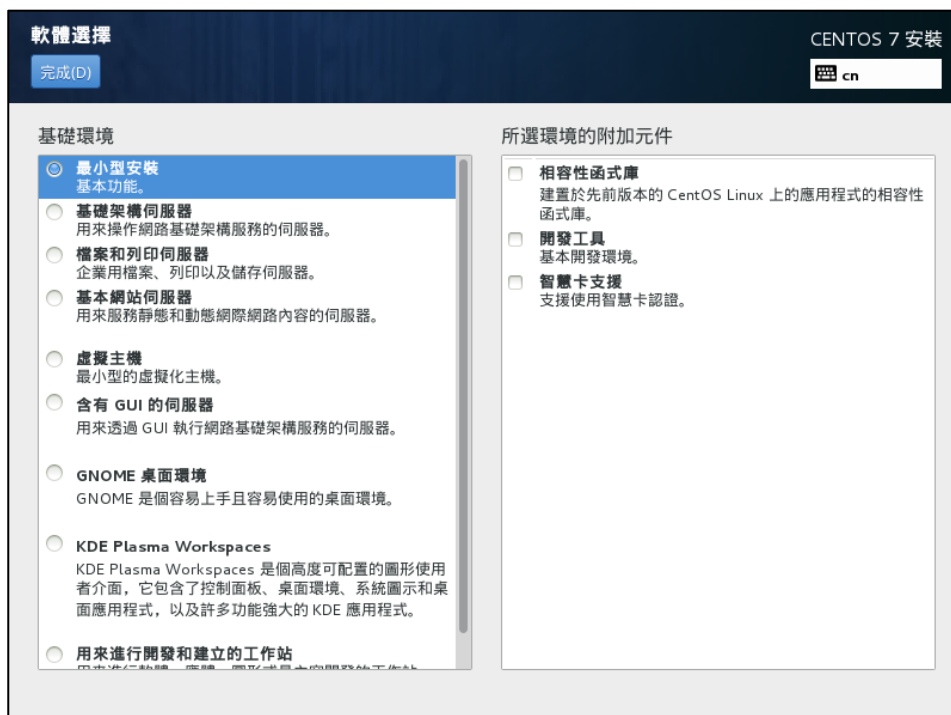 軟體選擇
CENTOS 7 安裝
完成(D)
cn
基礎環境
最小型安裝
基本功能。
基礎架構伺服器
用來操作網路基礎架構服務的伺服器。
檔案和列印伺服器
企業用檔案、列印以及儲存伺服器。
基本網站伺服器
用來服務靜態和動態網際網路內容的伺服器。
虛擬主機
最小型的虛擬化主機。
含有 GUI 的伺服器
用來透過 GUI 執行網路基礎架構服務的伺服器。
GNOME 桌面環境
GNOME 是個容易上手且容易使用的桌面環境。
KDE Plasma Workspaces
KDE Plasma Workspaces 是個高度可配置的圖形使用
者介面，它包含了控制面板、桌面環境、系統圖示和桌
面應用程式，以及許多功能強大的 KDE 應用程式。
用來進行開發和建立的工作站
所選環境的附加元件
相容性函式庫
建置於先前版本的 CentOS Linux 上的應用程式的相容性
函式庫。
開發工具
基本開發環境。
智慧卡支援
支援使用智慧卡認證。